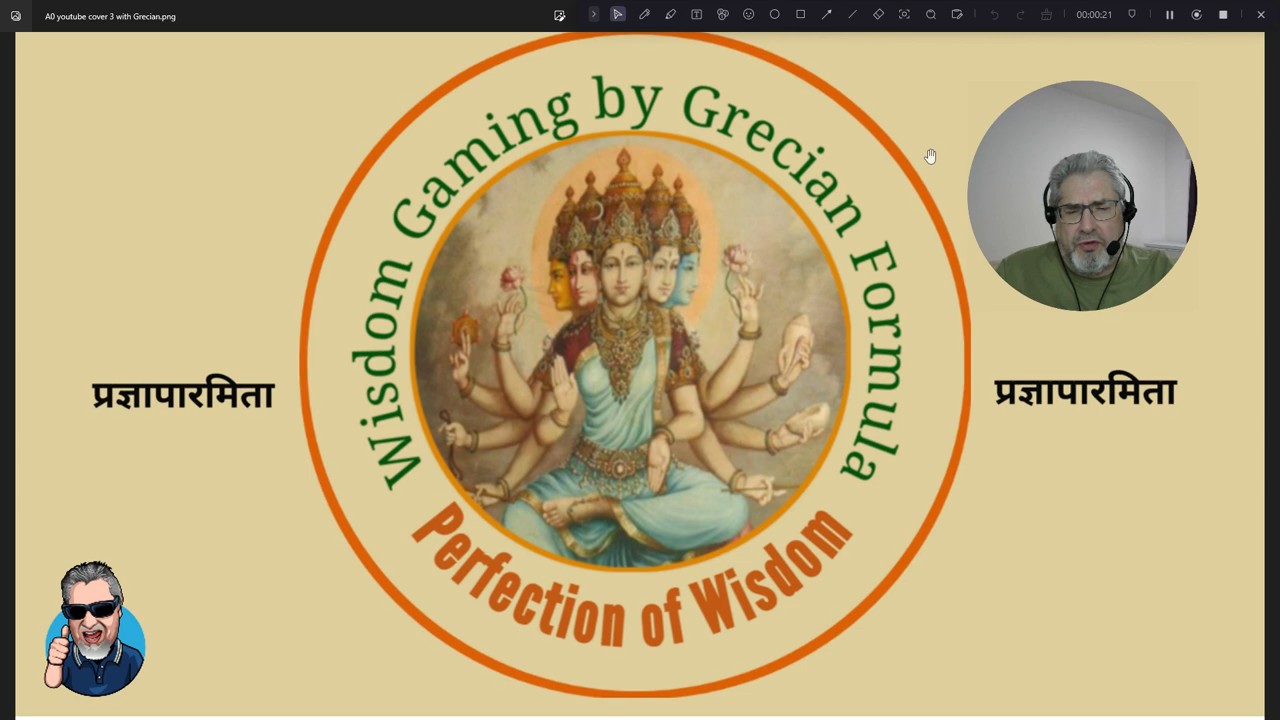 A0 youtube cover 3 with Grecian.png
00:00:21
Wisdom Gaming by Grecian Formula
प्रज्ञापारमिता
प्रज्ञापारमिता
Perfection of Wisdom